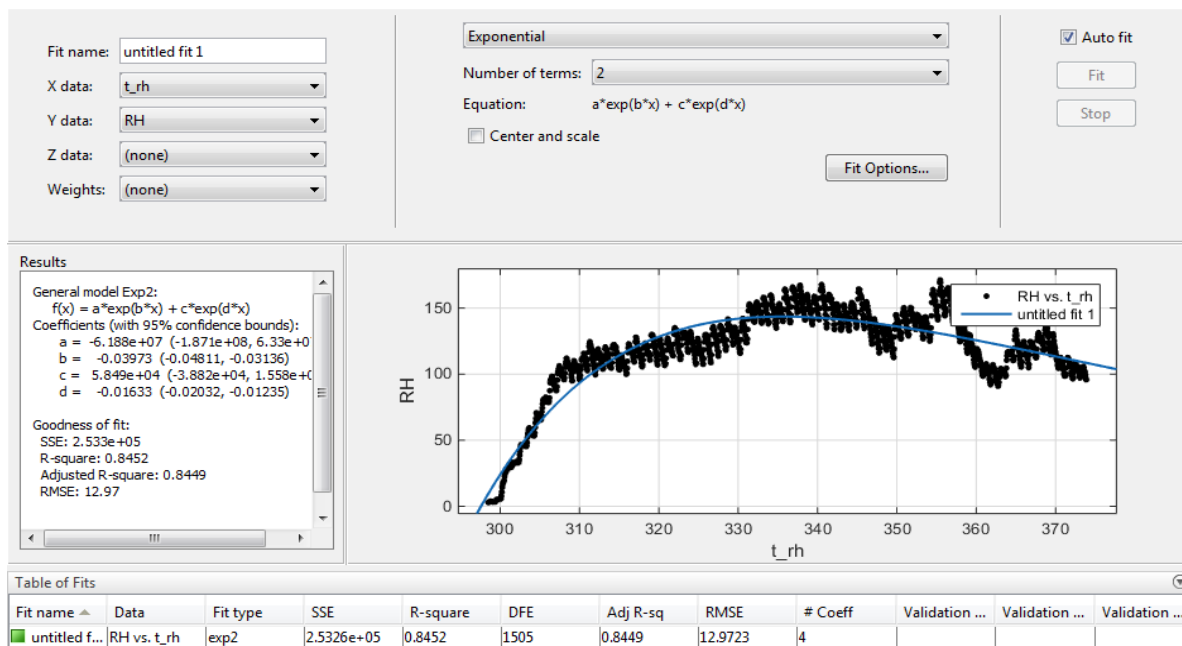 Fit name: untitled fit 1
X data: t_rh
Y data: RH
Z data: (none)
Weights: (none)
Exponential
Number of terms: 2
Equation: a*exp(b*x) + c*exp(d*x)
Center and scale
Fit Options...
Auto fit
Fit
Stop
Results
General model Exp2:
f(x) = a*exp(b*x) + c*exp(d*x)
Coefficients (with 95% confidence bounds):
a = -6.188e+07 (-1.871e+08, 6.33e+0
b = -0.03973 (-0.04811, -0.03136)
c = 5.849e+04 (-3.882e+04, 1.558e+0
d = -0.01633 (-0.02032, -0.01235)
Goodness of fit:
SSE: 2.533e+05
R-square: 0.8452
Adjusted R-square: 0.8449
RMSE: 12.97
RH vs. t_rh
untitled fit 1
150
100
50
0
RH
300 310 320 330 340 350 360 370
t_rh
Table of Fits
Fit name Data Fit type SSE R-square DFE Adj R-sq RMSE # Coeff Validation ... Validation ... Validation ...
untitled f... RH vs. t_rh exp2 2.5326e+05 0.8452 1505 0.8449 12.9723 4